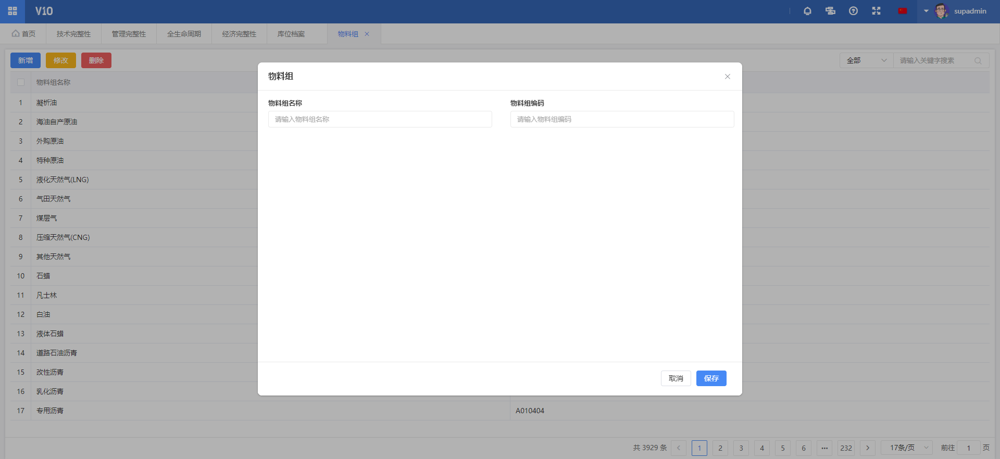 V10
supadmin
首页 技术完整性 管理完整性 全生命周期 经济完整性 库位档案 物料组
新增 修改 删除 全部 请输入关键字搜索
物料组名称
1 凝析油
2 海油自产原油
3 外购原油
4 特种原油
5 液化天然气(LNG)
6 气田天然气
7 煤层气
8 压缩天然气(CNG)
9 其他天然气
10 石蜡
11 凡士林
12 白油
13 液体石蜡
14 道路石油沥青
15 改性沥青
16 乳化沥青
17 专用沥青 A010404
物料组
物料组名称 物料组编码
请输入物料组名称 请输入物料组编码
取消 保存
共 3929 条 1 2 3 4 5 6 ••• 232 17条/页 前往 1 页